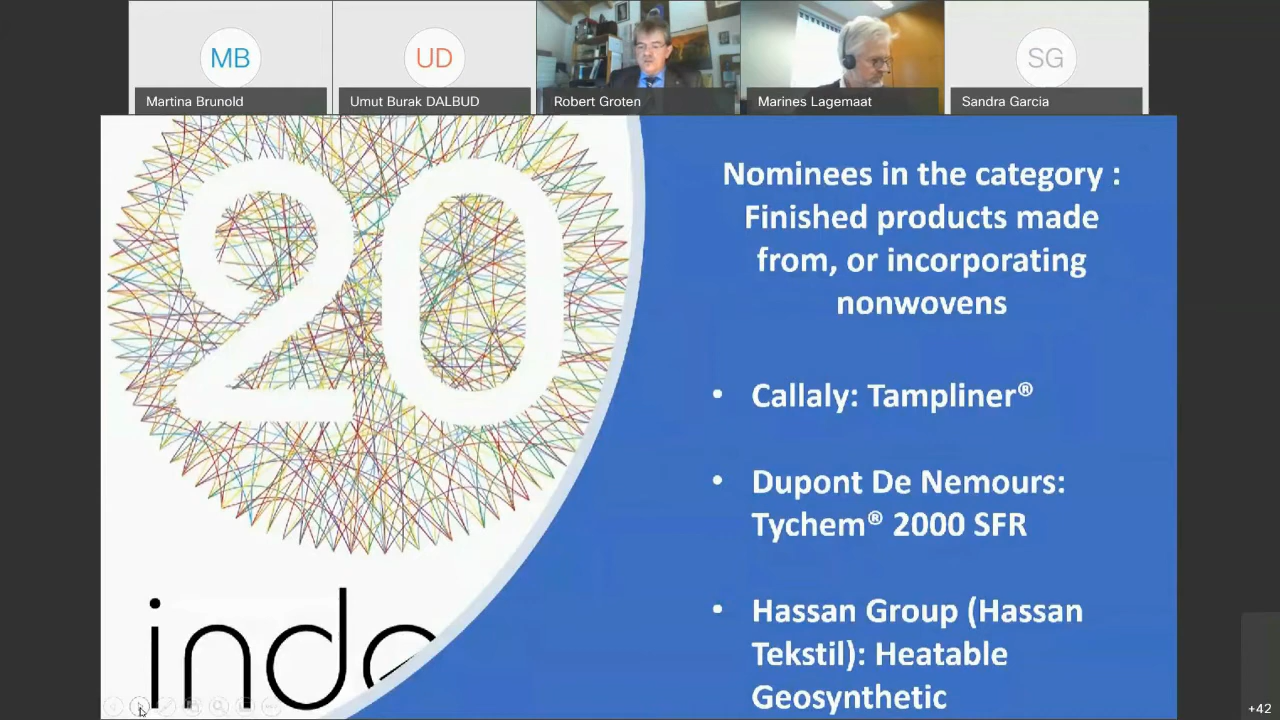 MB
UD
SG
Martina Brunold
Umut Burak DALBUD
Robert Groten
Marines Lagemaat
Sandra Garcia
20
Nominees in the category :
Finished products made
from, or incorporating
nonwovens
• Callaly: Tampliner®
• Dupont De Nemours:
Tychem® 2000 SFR
• Hassan Group (Hassan
Tekstil): Heatable
Geosynthetic
inde
+42